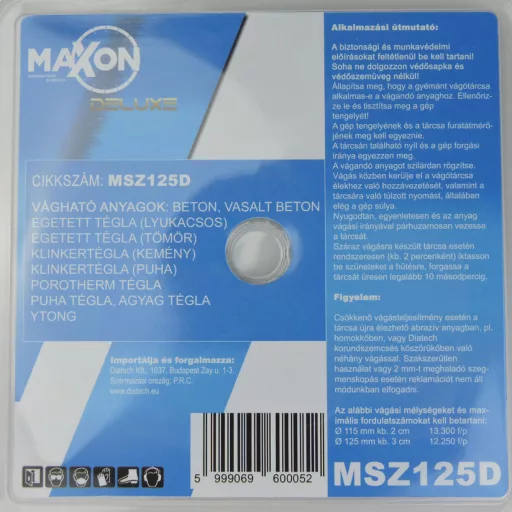 MAXON
DELUXE
CIKKSZÁM: MSZ125D
VÁGHATÓ ANYAGOK: BETON, VASALT BETON
EGETETT TÉGLA (LYUKACSOS)
ÉGETETT TÉGLA (TÖMÖR)
KLINKERTÉGLA (KEMÉNY)
KLINKERTÉGLA (PUHA)
POROTHERM TÉGLA
PUHA TÉGLA, AGYAG TÉGLA
YTONG
Importálja és forgalmazza:
Diatech Kft., 1037, Budapest Zay u. 1-3.
Származási ország: P.R.C.
www.diatech.eu
5 999069 600052
Alkalmazási útmutató:
A biztonsági és munkavédelmi
előírásokat feltétlenül be kell tartani!
Soha ne dolgozzon védősapka és
védőszemüveg nélkül!
Állapítsa meg, hogy a gyémánt vágótárcsa
alkalmas-e a vágandó anyaghoz. Ellenőriz-
ze le és tisztítsa meg a gép
tengelyét!
A gép tengelyének és a tárcsa furatátmérő-
jének meg kell egyeznie.
A tárcsán található nyíl és a gép forgási
iránya egyezzen meg.
A vágandó anyagot szilárdan rögzítse.
Vágás közben kerülje el a vágótárcsa
élekhez való hozzávezetését, valamint a
tárcsára való túlzott nyomást, általában
elég a gép súlya.
Nyugodtan, egyenletesen és az anyag
vágási irányával párhuzamosan vezesse
a tárcsát.
Száraz vágásra készült tárcsa esetén
rendszeresen (kb. 2 percenként) iktasson
be szüneteket a hűtésre, forgassa a tárcsát
üresen legalább 10 másodpercig.
Figyelem:
Csökkenő vágásteljesítmény esetén a
tárcsa újra élezhető abrazív anyagban, pl.
homokkőben, vagy Diatech
korundszemcsés köszörűkőben való
néhány vágással. Szakszerűtlen
használat vagy 2 mm-t meghaladó szeg-
menskopás esetén reklamációt nem áll
módunkban elfogadni.
Az alábbi vágási mélységeket és ma-
ximális fordulatszámokat kell betartani:
Ø 115 mm kb. 2 cm 13.300 f/p
Ø 125 mm kb. 3 cm 12.250 f/p
MSZ125D